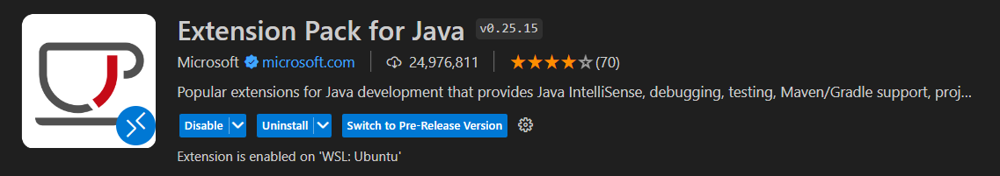 Extension Pack for Java v0.25.15
Microsoft microsoft.com 24,976,811 (70)
Popular extensions for Java development that provides Java IntelliSense, debugging, testing, Maven/Gradle support, proj...
Disable Uninstall Switch to Pre-Release Version
Extension is enabled on 'WSL: Ubuntu'